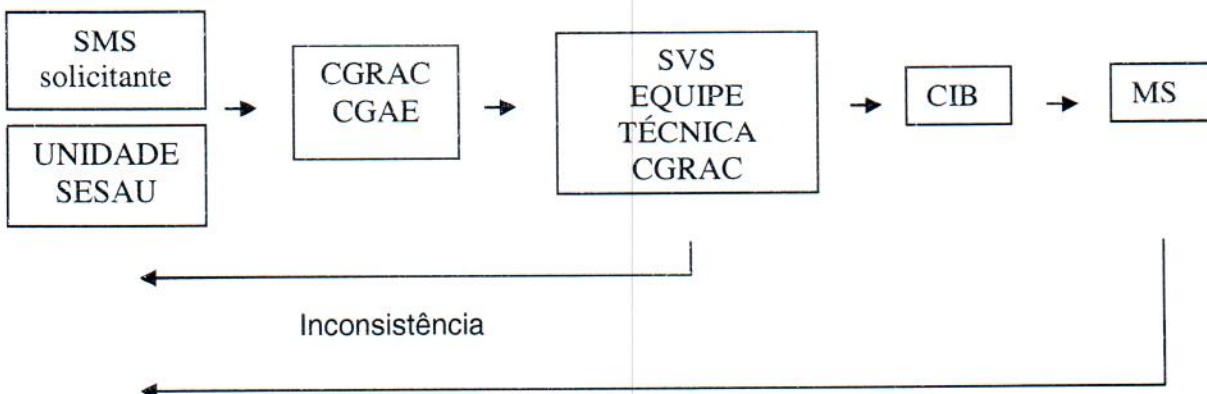 SMS
solicitante
UNIDADE
SESAU
CGRAC
CGAE
SVS
EQUIPE
TÉCNICA
CGRAC
CIB
MS
Inconsistência